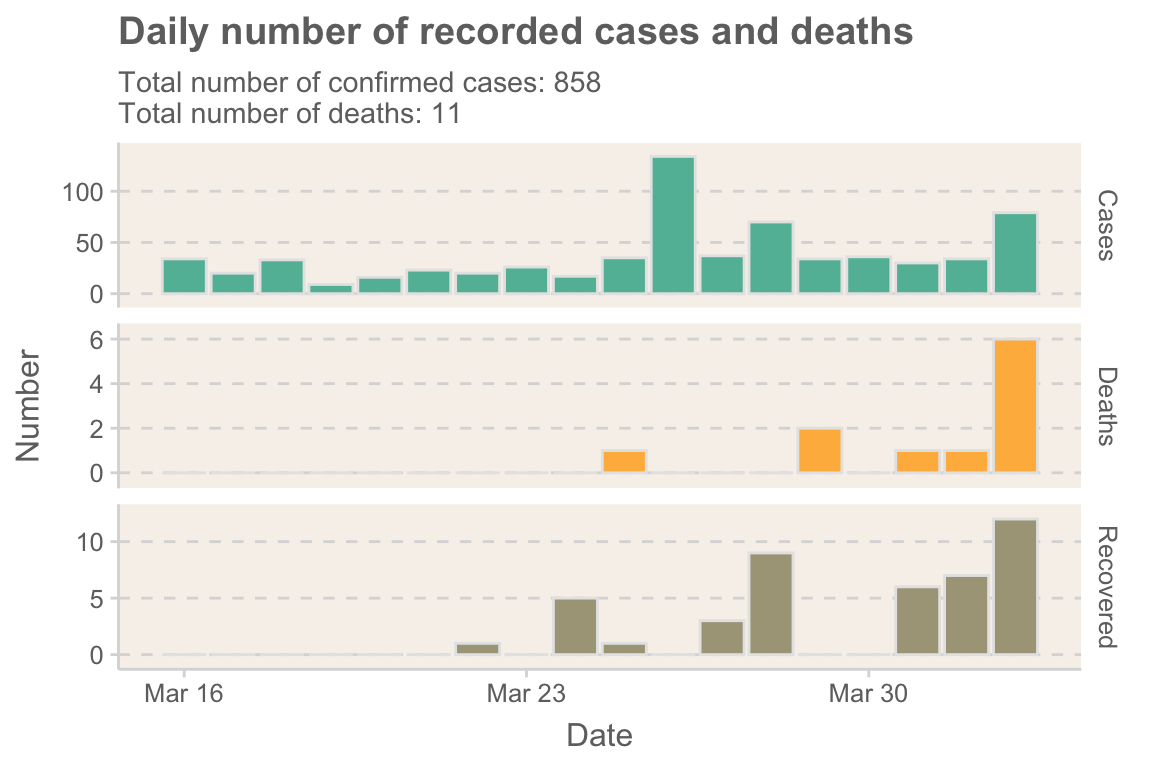 Daily number of recorded cases and deaths
Total number of confirmed cases: 858
Total number of deaths: 11
100
50
0
Cases
6
4
2
0
Deaths
10
5
0
Recovered
Number
Mar 16
Mar 23
Mar 30
Date